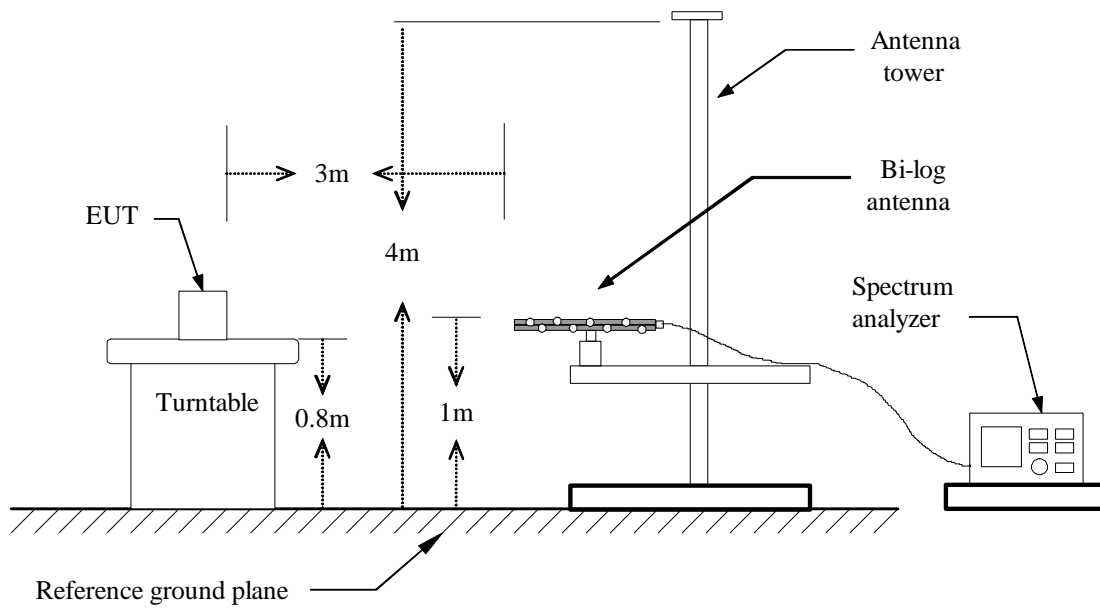 Antenna
tower
3m
Bi-log
antenna
EUT
4m
Spectrum
analyzer
Turntable
0.8m
1m
Reference ground plane